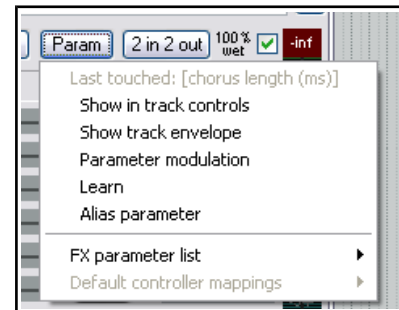 Param 2 in 2 out 100% wet -inf
Last touched: [chorus length (ms)]
Show in track controls
Show track envelope
Parameter modulation
Learn
Alias parameter
FX parameter list
Default controller mappings